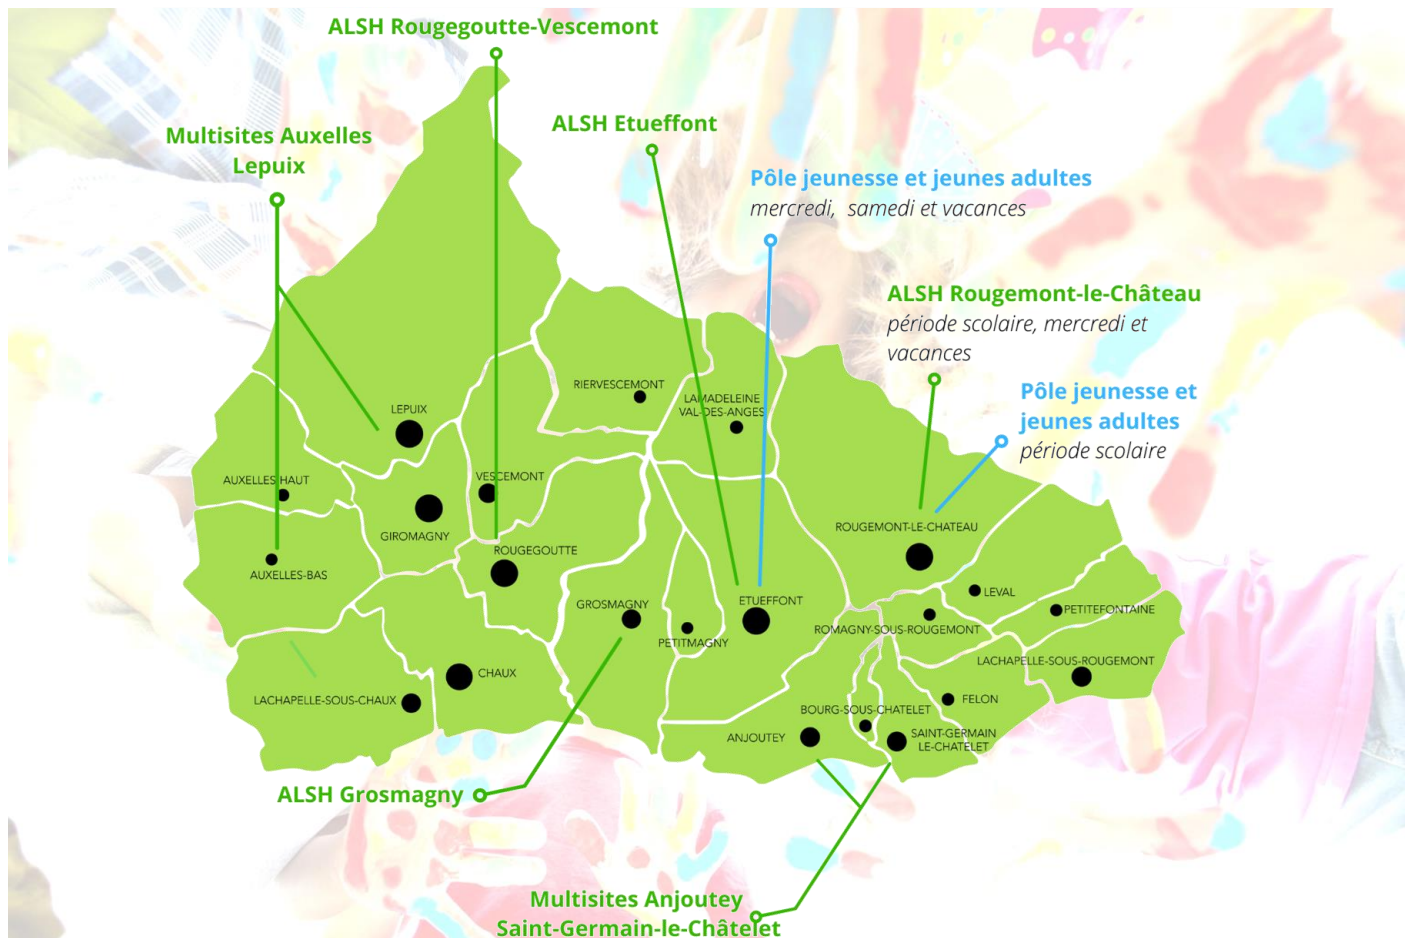 ALSH Rougegoutte-Vescemont
Multisites Auxelles
Lepuix
ALSH Etueffont
Pôle jeunesse et jeunes adultes
mercredi, samedi et vacances
ALSH Rougemont-le-Château
période scolaire, mercredi et
vacances
Pôle jeunesse et
jeunes adultes
période scolaire
RIERVESCEMONT
LAMADELEINE
VAL-DES-ANGES
LEPUIX
AUXELLES-HAUT
VESCEMONT
GIROMAGNY
ROUGEGOUTTE
AUXELLES-BAS
ROUGEMONT-LE-CHATEAU
LEVAL
PETITEFONTAINE
GROSMAGNY
PETITMAGNY
ETUEFFONT
ROMAGNY-SOUS-ROUGEMONT
LACHAPELLE-SOUS-ROUGEMONT
CHAUX
LACHAPELLE-SOUS-CHAUX
FELON
BOURG-SOUS-CHATELET
ANJOUTEY
SAINT-GERMAIN
LE-CHATELET
ALSH Grosmagny
Multisites Anjoutey
Saint-Germain-le-Châtelet